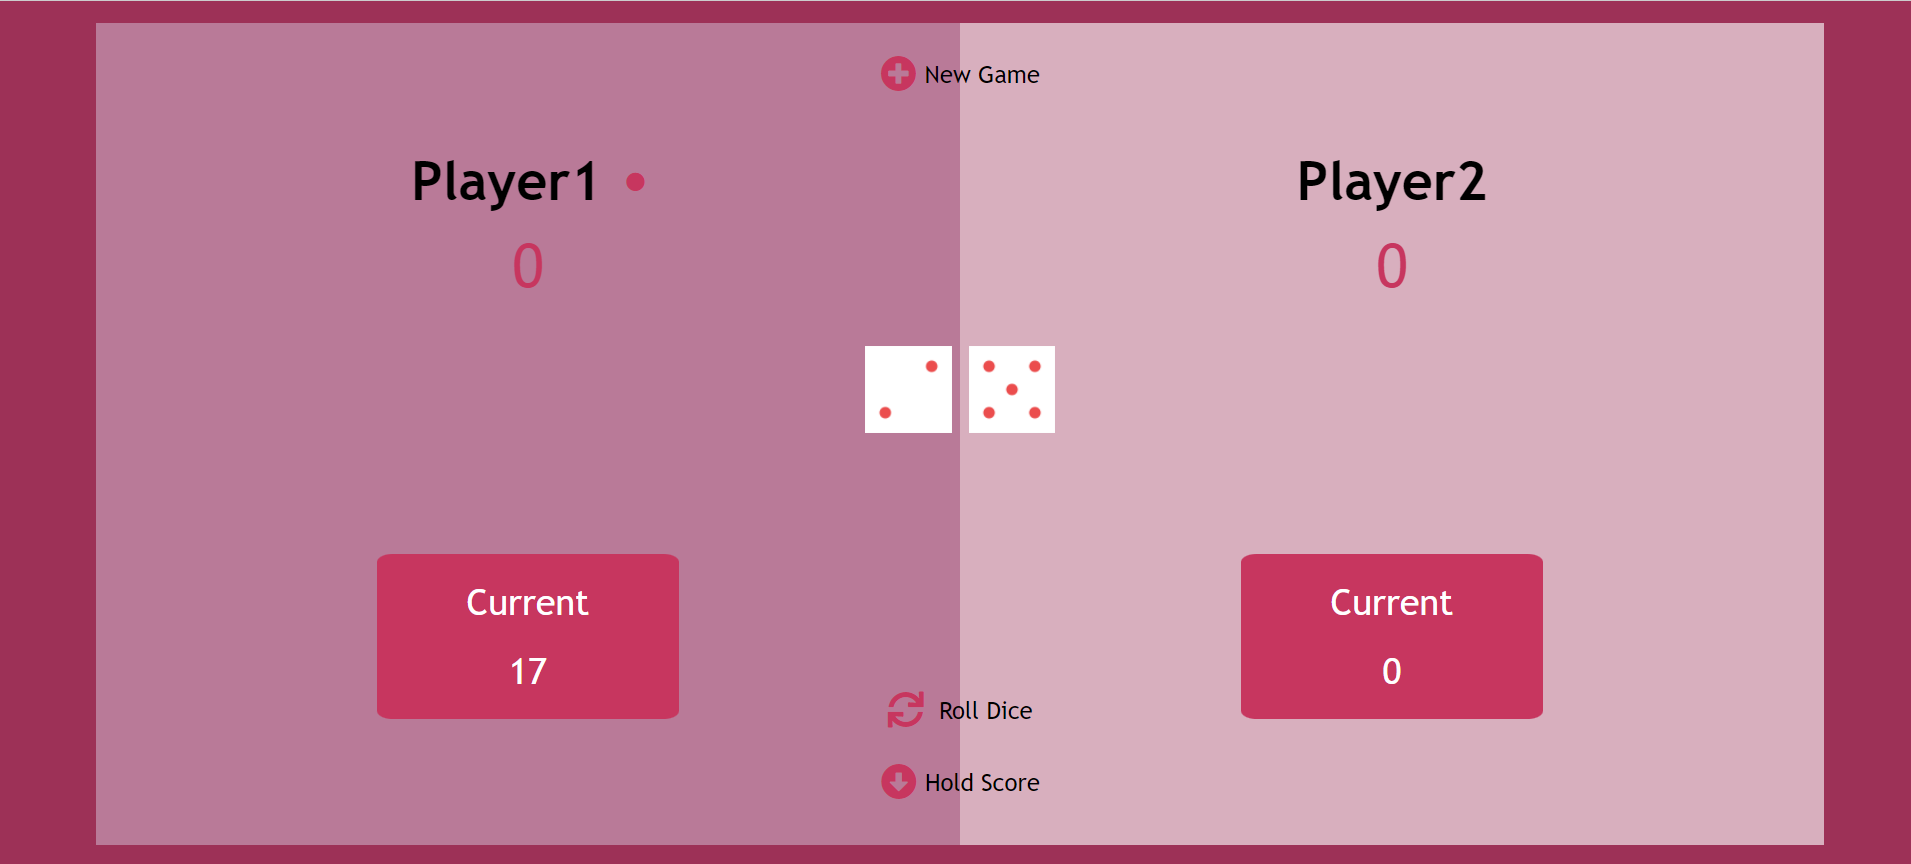 New Game
Player1
0
Player2
0
Current
17
Current
0
Roll Dice
Hold Score